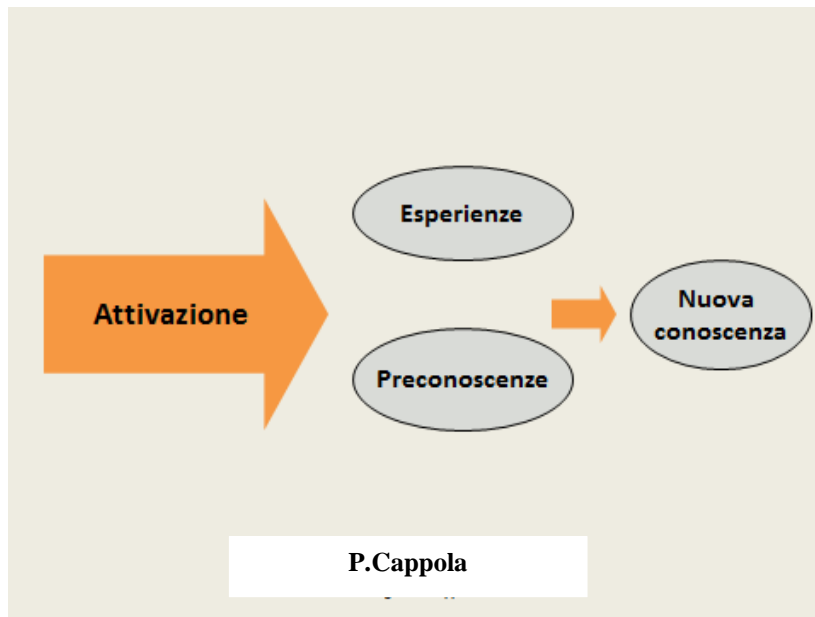 Esperienze
Attivazione
Nuova
conoscenza
Preconoscenze
P.Cappola